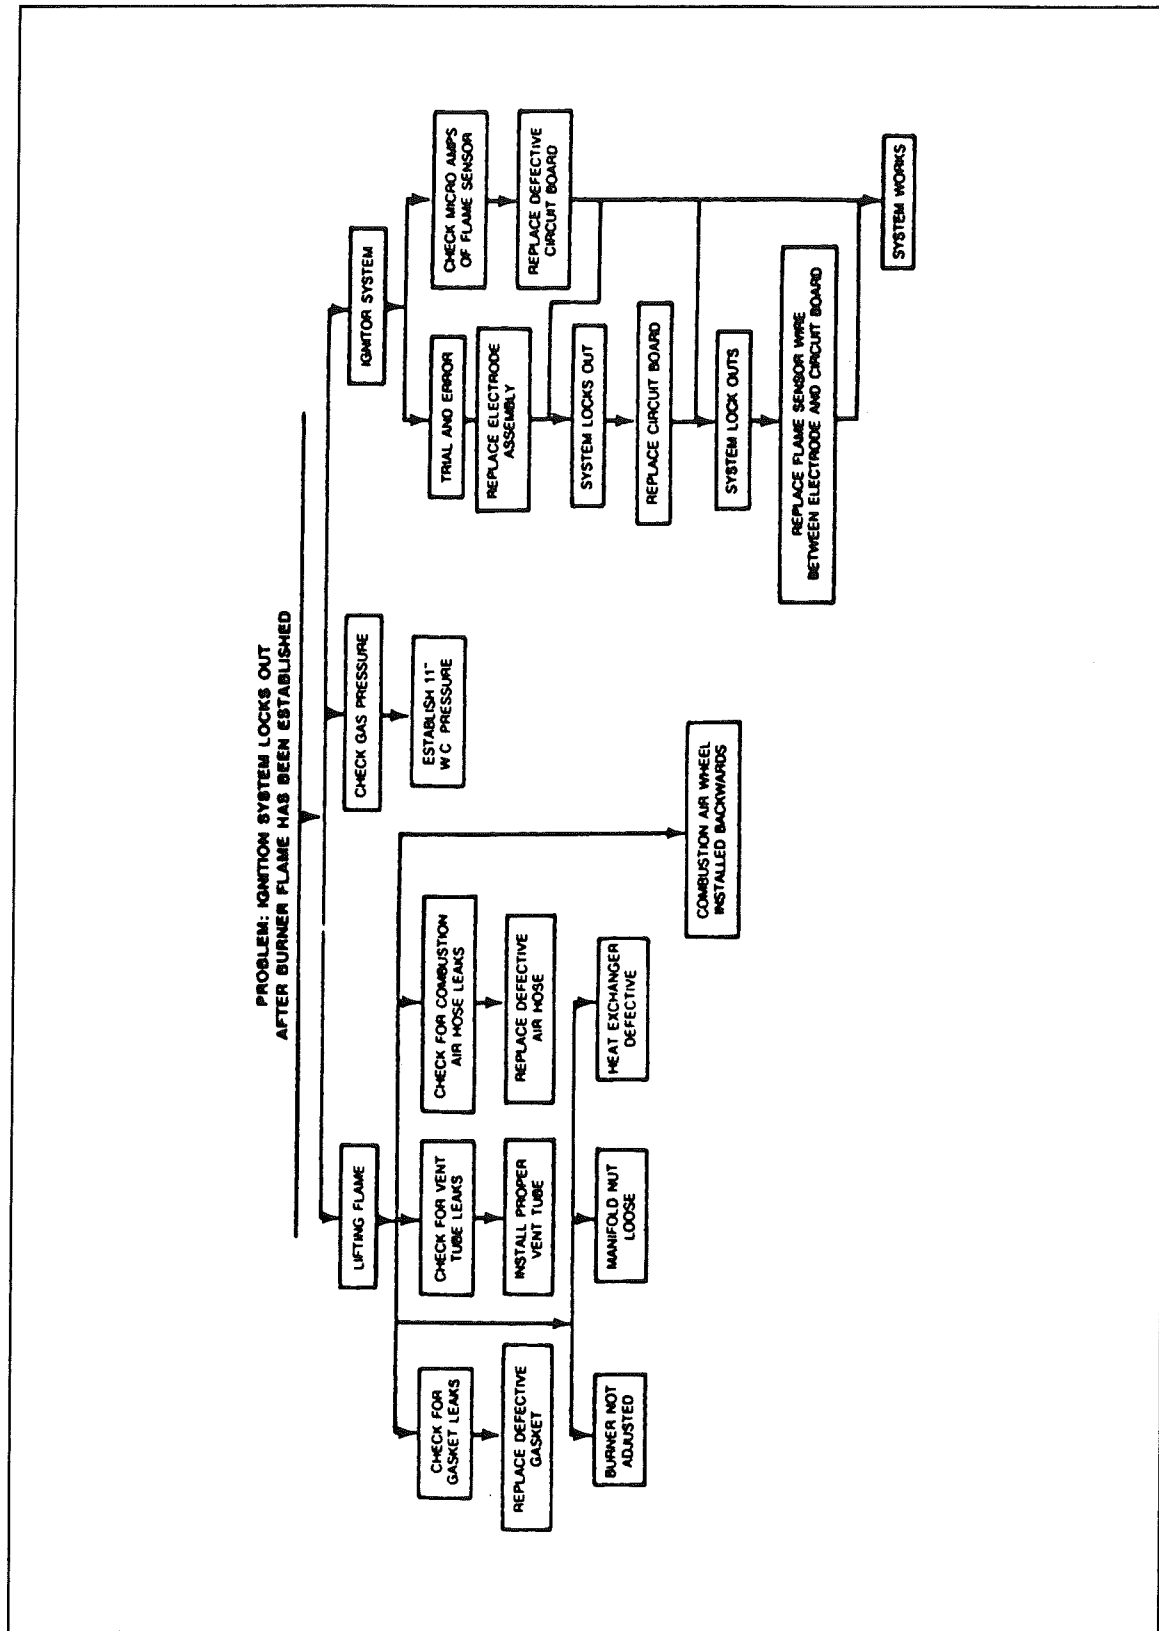 PROBLEM: IGNITION SYSTEM LOCKS OUT
AFTER BURNER FLAME HAS BEEN ESTABLISHED
LIFTING FLAME
CHECK GAS PRESSURE
IGNITOR SYSTEM
CHECK FOR
GASKET LEAKS
CHECK FOR VENT
TUBE LEAKS
CHECK FOR COMBUSTION
AIR HOSE LEAKS
ESTABLISH 11"
WC PRESSURE
TRIAL AND ERROR
CHECK MICRO AMPS
OF FLAME SENSOR
REPLACE DEFECTIVE
GASKET
INSTALL PROPER
VENT TUBE
REPLACE DEFECTIVE
AIR HOSE
REPLACE ELECTRODE
ASSEMBLY
REPLACE DEFECTIVE
CIRCUIT BOARD
BURNER NOT
ADJUSTED
MANIFOLD NUT
LOOSE
HEAT EXCHANGER
DEFECTIVE
SYSTEM LOCKS OUT
COMBUSTION AIR WHEEL
INSTALLED BACKWARDS
REPLACE CIRCUIT BOARD
SYSTEM LOCK OUTS
REPLACE FLAME SENSOR WIRE
BETWEEN ELECTRODE AND CIRCUIT BOARD
SYSTEM WORKS